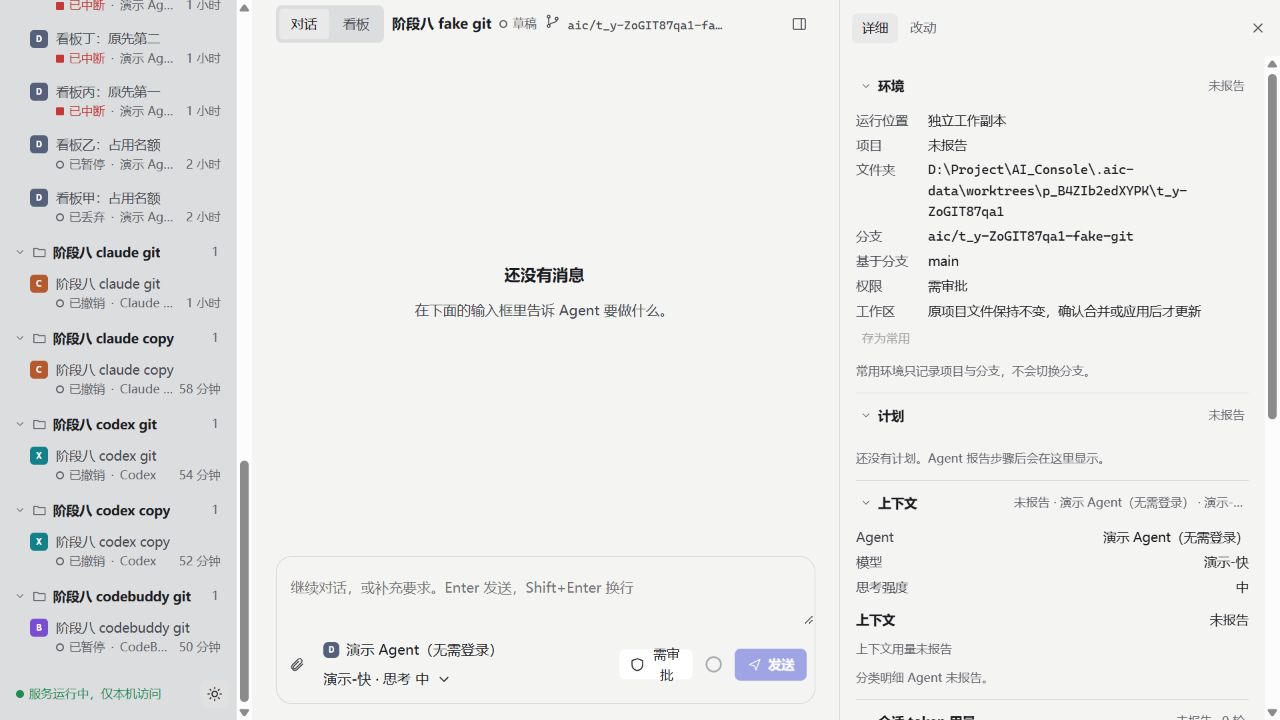 已中断 · 演示 Ag... 1 小时
D 看板丁：原先第二
已中断 · 演示 Ag... 1 小时
D 看板丙：原先第一
已中断 · 演示 Ag... 1 小时
D 看板乙：占用名额
已暂停 · 演示 Ag... 2 小时
D 看板甲：占用名额
已丢弃 · 演示 Ag... 2 小时
阶段八 claude git 1
C 阶段八 claude git
已撤销 · Claude ... 1 小时
阶段八 claude copy 1
C 阶段八 claude copy
已撤销 · Claude ... 58 分钟
阶段八 codex git 1
X 阶段八 codex git
已撤销 · Codex 54 分钟
阶段八 codex copy 1
X 阶段八 codex copy
已撤销 · Codex 52 分钟
阶段八 codebuddy git 1
B 阶段八 codebuddy git
已暂停 · CodeB... 50 分钟
服务运行中，仅本机访问
对话 看板 阶段八 fake git 草稿 aic/t_y-ZoGIT87qa1-fa…
还没有消息
在下面的输入框里告诉 Agent 要做什么。
继续对话，或补充要求。Enter 发送，Shift+Enter 换行
D 演示 Agent（无需登录）
演示-快 · 思考 中
需审
批
发送
详细 改动
环境 未报告
运行位置 独立工作副本
项目 未报告
文件夹 D:\Project\AI_Console\.aic-
data\worktrees\p_B4ZIb2edXYPK\t_y-
ZoGIT87qa1
分支 aic/t_y-ZoGIT87qa1-fake-git
基于分支 main
权限 需审批
工作区 原项目文件保持不变，确认合并或应用后才更新
存为常用
常用环境只记录项目与分支，不会切换分支。
计划 未报告
还没有计划。Agent 报告步骤后会在这里显示。
上下文 未报告 · 演示 Agent（无需登录） · 演示-...
Agent 演示 Agent（无需登录）
模型 演示-快
思考强度 中
上下文 未报告
上下文用量未报告
分类明细 Agent 未报告。
会话 token 用量 未报告 · 0 轮